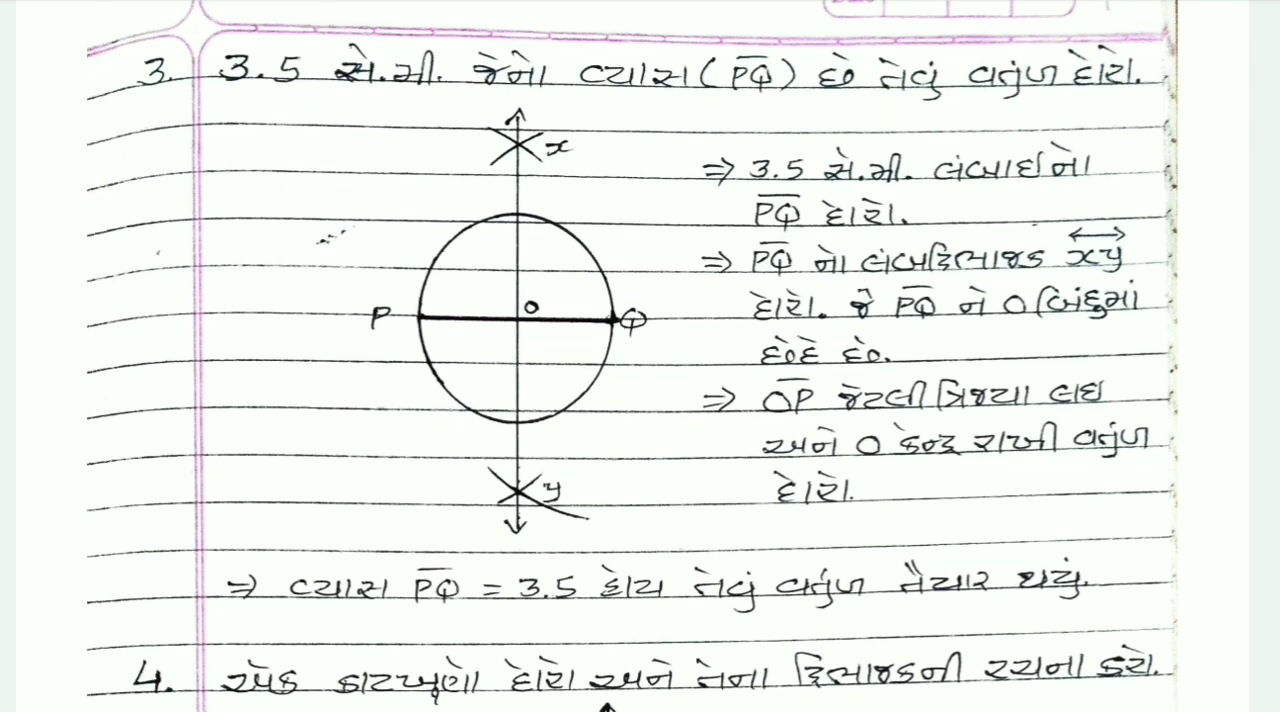 3. 3.5 સે.મી. જેનો વ્યાસ (PQ) છે તેવું વર્તુળ દોરો.
x
⇒ 3.5 સે.મી. લંબાઈનો
PQ દોરો.
⇒ PQ નો લંબદ્વિભાજક xy
દોરો. જે PQ ને O બિંદુમાં
છેદે છે.
O
P
Q
⇒ OP જેટલી ત્રિજ્યા લઇ
અને O કેન્દ્ર રાખી વર્તુળ
દોરો.
y
⇒ વ્યાસ PQ = 3.5 હોય તેવું વર્તુળ તૈયાર થયું.
4. એક કાટખૂણો દોરો અને તેના દ્વિભાજકની રચના કરો.